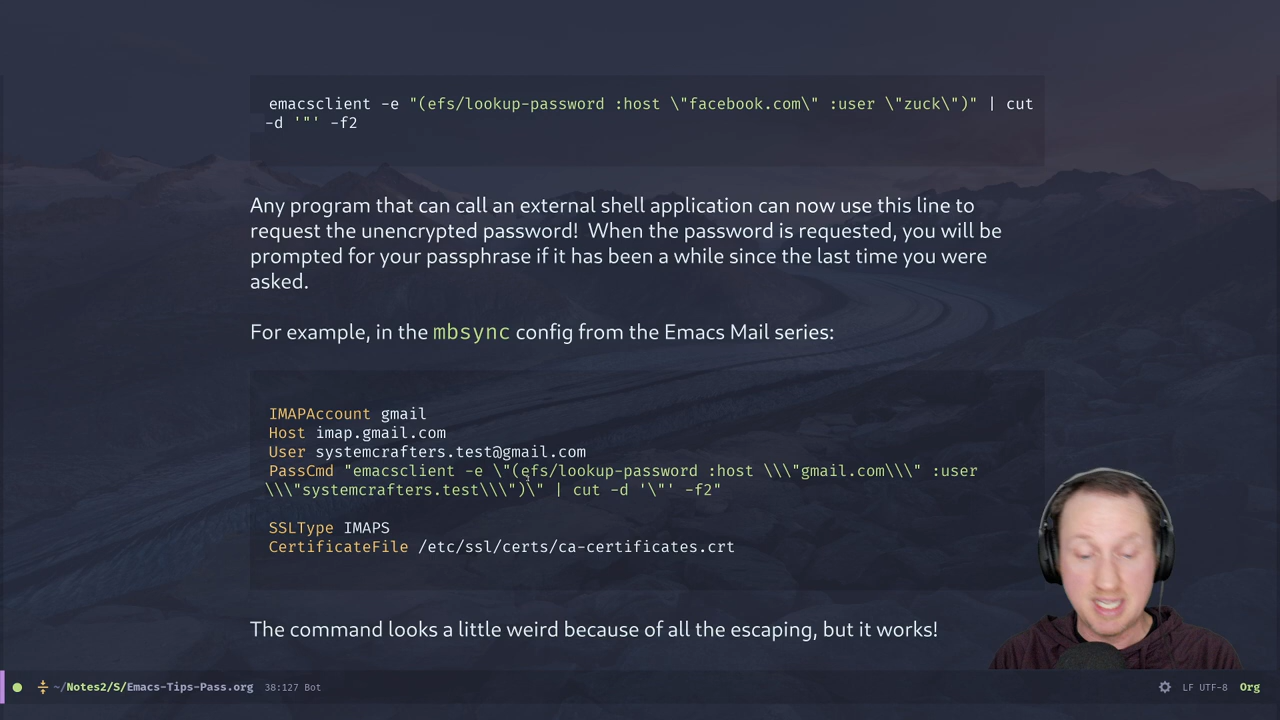 emacsclient -e "(efs/lookup-password :host \"facebook.com\" :user \"zuck\")" | cut
-d '"' -f2
Any program that can call an external shell application can now use this line to
request the unencrypted password!  When the password is requested, you will be
prompted for your passphrase if it has been a while since the last time you were
asked.
For example, in the mbsync config from the Emacs Mail series:
IMAPAccount gmail
Host imap.gmail.com
User systemcrafters.test@gmail.com
PassCmd "emacsclient -e \"(efs/lookup-password :host \\\"gmail.com\\\" :user
\\\"systemcrafters.test\\\")\" | cut -d '\"' -f2"
SSLType IMAPS
CertificateFile /etc/ssl/certs/ca-certificates.crt
The command looks a little weird because of all the escaping, but it works!
~/Notes2/S/Emacs-Tips-Pass.org 38:127 Bot LF UTF-8 Org